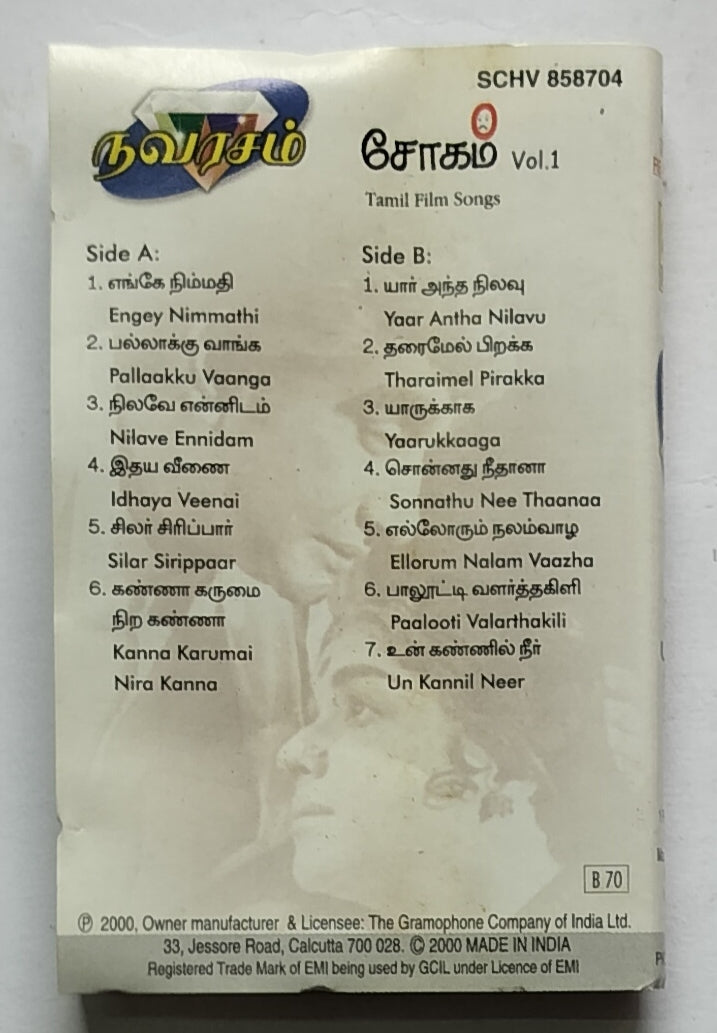 SCHV 858704
நவரசம்
சோகம் Vol.1
Tamil Film Songs
Side A:
1. எங்கே நிம்மதி
Engey Nimmathi
2. பல்லாக்கு வாங்க
Pallaakku Vaanga
3. நிலவே என்னிடம்
Nilave Ennidam
4. இதய வீணை
Idhaya Veenai
5. சிலர் சிரிப்பார்
Silar Sirippaar
6. கண்ணா கருமை
நிற கண்ணா
Kanna Karumai
Nira Kanna
Side B:
1. யார் அந்த நிலவு
Yaar Antha Nilavu
2. தரைமேல் பிறக்க
Tharaimel Pirakka
3. யாருக்காக
Yaarukkaaga
4. சொன்னது நீதானா
Sonnathu Nee Thaanaa
5. எல்லோரும் நலம்வாழ
Ellorum Nalam Vaazha
6. பாலூட்டி வளர்த்தகிளி
Paalooti Valarthakili
7. உன் கண்ணில் நீர்
Un Kannil Neer
B 70
℗ 2000, Owner manufacturer & Licensee: The Gramophone Company of India Ltd.
33, Jessore Road, Calcutta 700 028. © 2000 MADE IN INDIA
Registered Trade Mark of EMI being used by GCIL under Licence of EMI